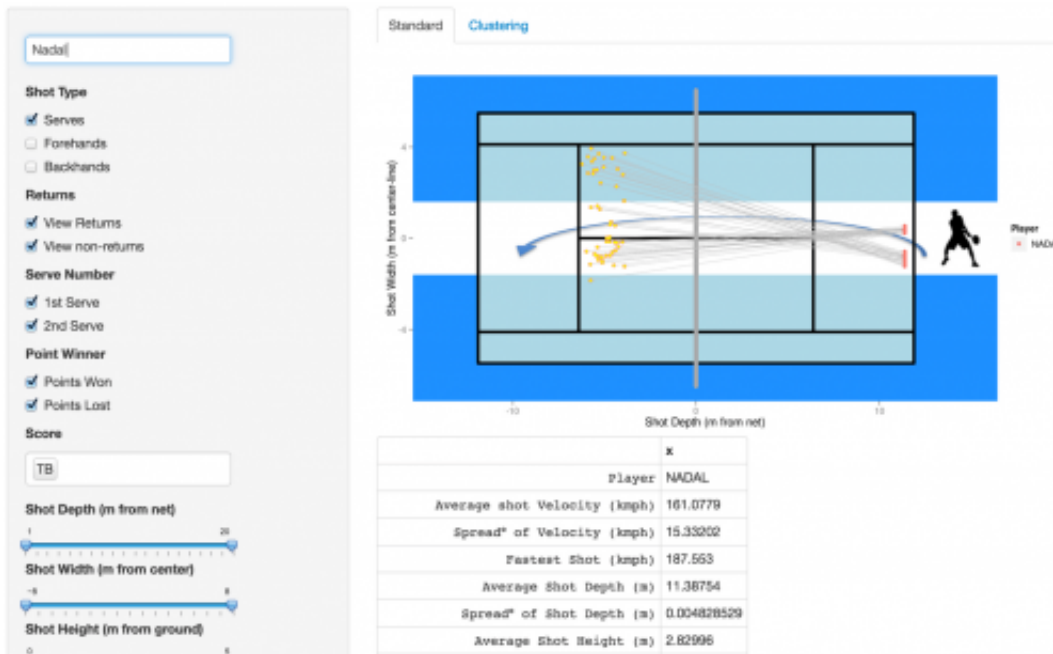 Nadal
Shot Type
Serves
Forehands
Backhands
Returns
View Returns
View non-returns
Serve Number
1st Serve
2nd Serve
Point Winner
Points Won
Points Lost
Score
TB
Shot Depth (m from net)
1 20
Shot Width (m from center)
Shot Height (m from ground)
0
Standard Clustering
Shot Width (m from center-line)
4
0
-10 0 10
Shot Depth (m from net)
Player
NADA
x
Player NADAL
Average shot Velocity (kmph) 161.0779
Spread* of Velocity (kmph) 15.33202
Fastest Shot (kmph) 187.553
Average Shot Depth (m) 11.38754
Spread* of Shot Depth (m) 0.004828529
Average Shot Height (m) 2.82996